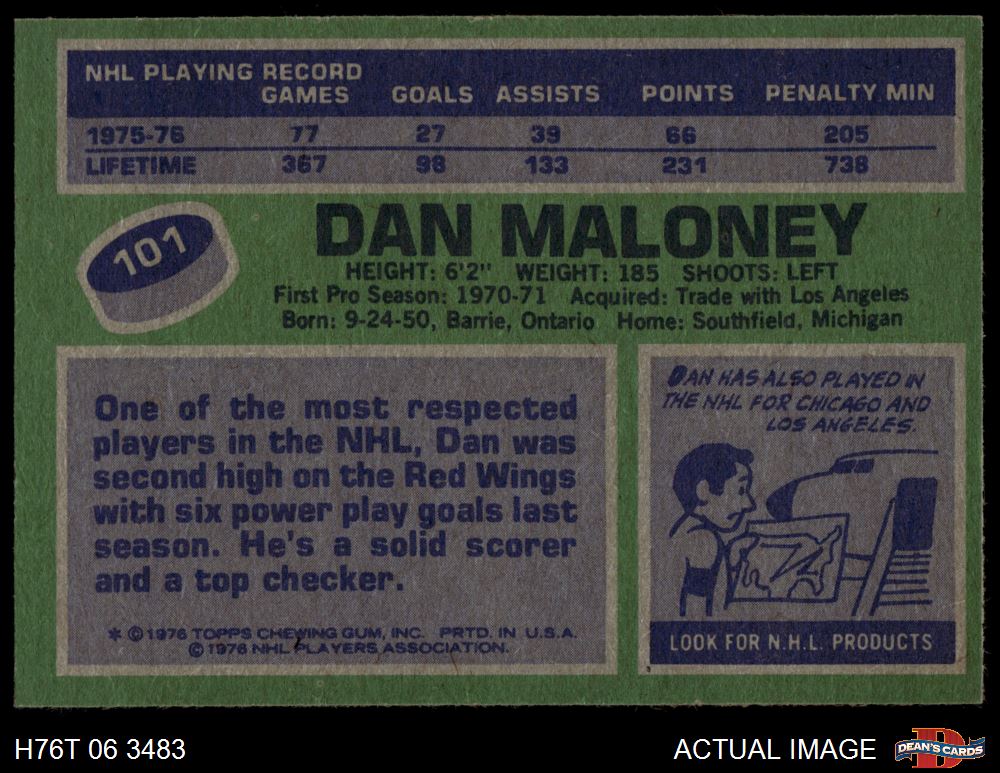 NHL PLAYING RECORD
GAMES GOALS ASSISTS POINTS PENALTY MIN
1975-76 77 27 39 66 205
LIFETIME 367 98 133 231 738
101
DAN MALONEY
HEIGHT: 6'2" WEIGHT: 185 SHOOTS: LEFT
First Pro Season: 1970-71 Acquired: Trade with Los Angeles
Born: 9-24-50, Barrie, Ontario Home: Southfield, Michigan
One of the most respected
players in the NHL, Dan was
second high on the Red Wings
with six power play goals last
season. He's a solid scorer
and a top checker.
* © 1976 TOPPS CHEWING GUM, INC. PRTD. IN U.S.A.
© 1976 NHL PLAYERS ASSOCIATION.
DAN HAS ALSO PLAYED IN
THE NHL FOR CHICAGO AND
LOS ANGELES.
LOOK FOR N.H.L. PRODUCTS
H76T 06 3483
ACTUAL IMAGE
D
DEAN'S CARDS